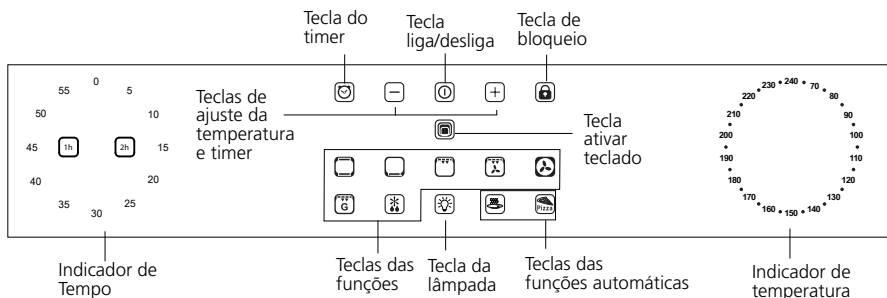 Tecla do
timer
Tecla
liga/desliga
Tecla de
bloqueio
Teclas de
ajuste da
temperatura
e timer
Tecla
ativar
teclado
0
5
10
15
20
25
30
35
40
45
50
55
1h
2h
240
70
80
90
100
110
120
130
140
150
160
170
180
190
200
210
220
230
G
Pizza
Indicador de
Tempo
Teclas das
funções
Tecla da
lâmpada
Teclas das
funções automáticas
Indicador de
temperatura